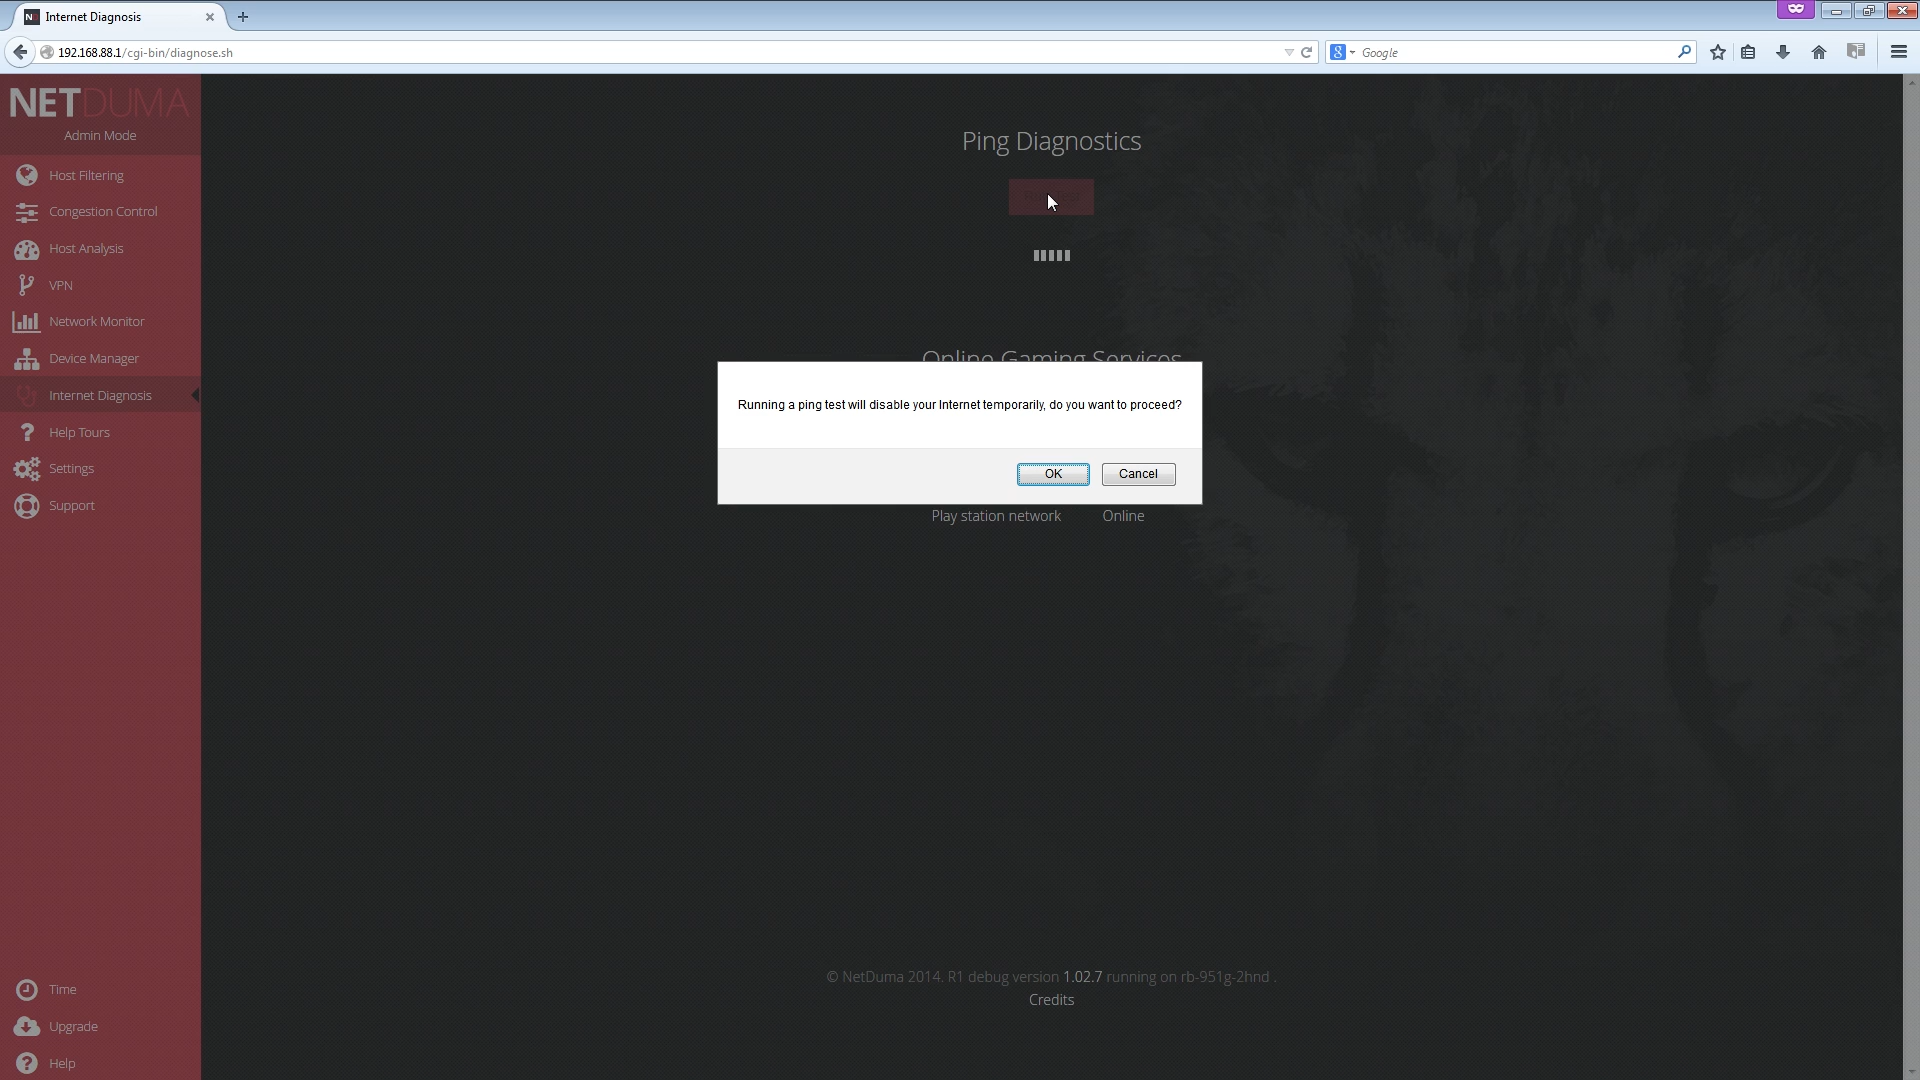 Internet Diagnosis
192.168.88.1/cgi-bin/diagnose.sh
Google
NETDUMA
Admin Mode
Host Filtering
Congestion Control
Host Analysis
VPN
Network Monitor
Device Manager
Internet Diagnosis
Help Tours
Settings
Support
Time
Upgrade
Help
Ping Diagnostics
Online Gaming Services
Running a ping test will disable your Internet temporarily, do you want to proceed?
OK
Cancel
Play station network Online
© NetDuma 2014. R1 debug version 1.02.7 running on rb-951g-2hnd .
Credits